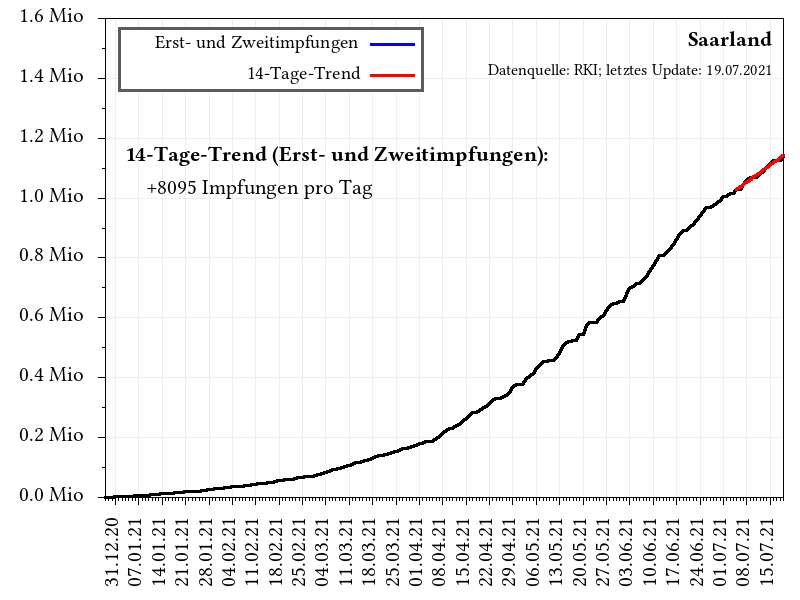 1.6 Mio
1.4 Mio
1.2 Mio
1.0 Mio
0.8 Mio
0.6 Mio
0.4 Mio
0.2 Mio
0.0 Mio
Erst- und Zweitimpfungen
14-Tage-Trend
Saarland
Datenquelle: RKI; letztes Update: 19.07.2021
14-Tage-Trend (Erst- und Zweitimpfungen):
+8095 Impfungen pro Tag
31.12.20
07.01.21
14.01.21
21.01.21
28.01.21
04.02.21
11.02.21
18.02.21
25.02.21
04.03.21
11.03.21
18.03.21
25.03.21
01.04.21
08.04.21
15.04.21
22.04.21
29.04.21
06.05.21
13.05.21
20.05.21
27.05.21
03.06.21
10.06.21
17.06.21
24.06.21
01.07.21
08.07.21
15.07.21